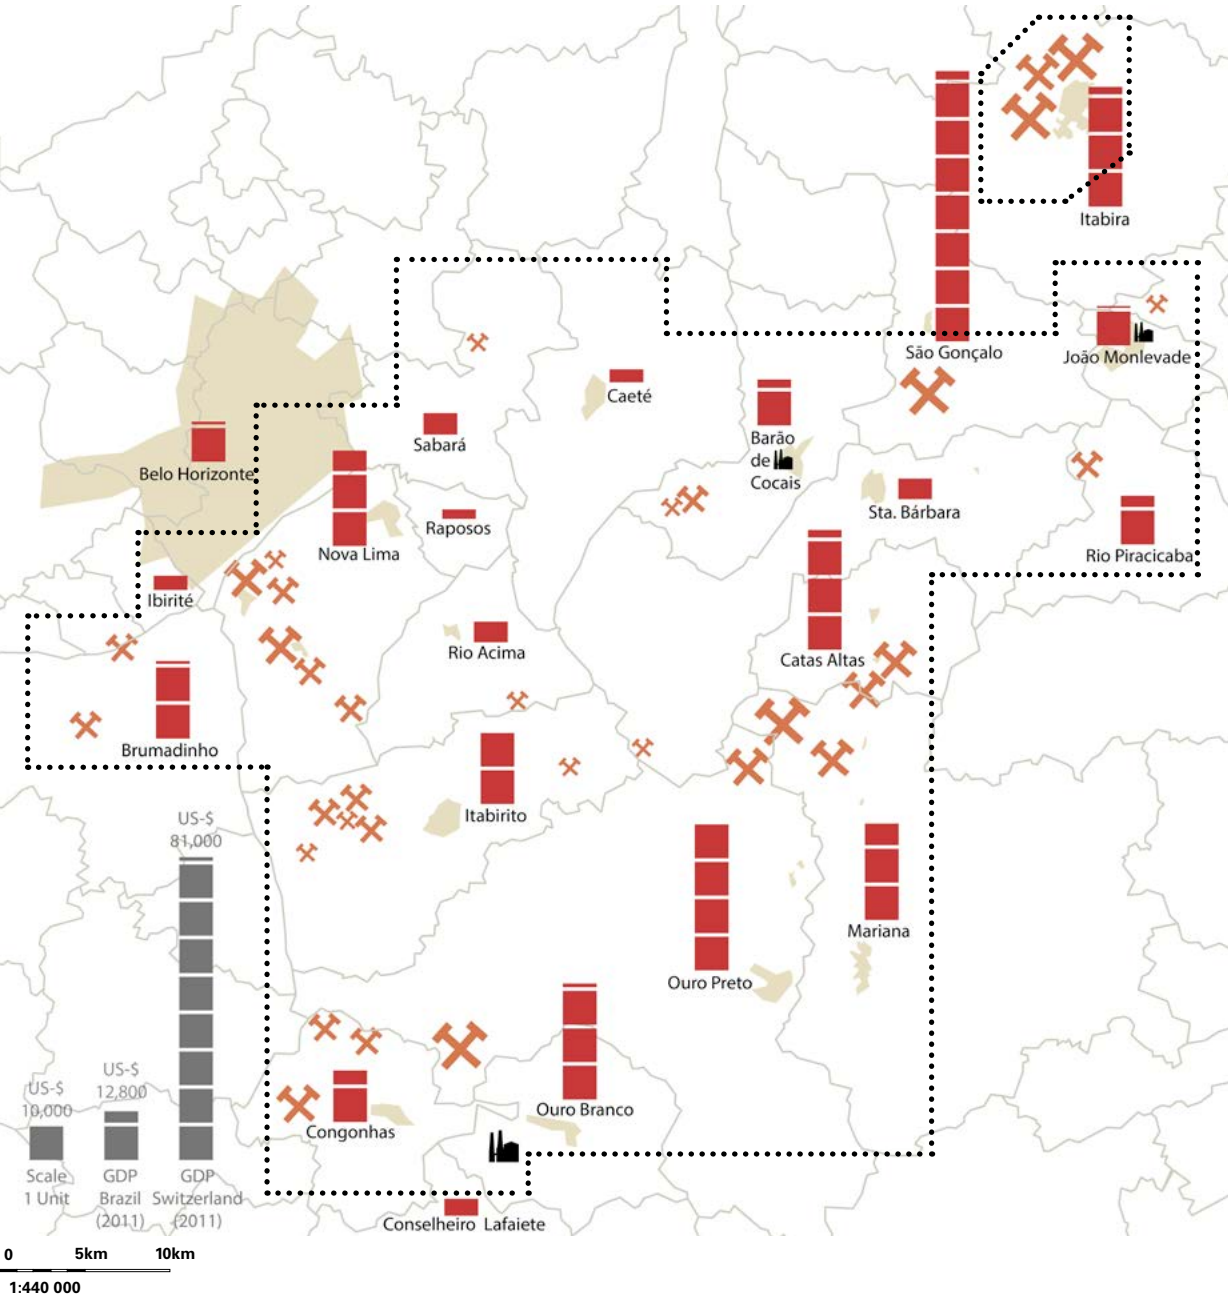 Itabira
São Gonçalo
João Monlevade
Caeté
Barão
de
Cocais
Sabará
Belo Horizonte
Sta. Bárbara
Raposos
Nova Lima
Rio Piracicaba
Ibirité
Rio Acima
Catas Altas
Brumadinho
Itabirito
US-$
81,000
Mariana
Ouro Preto
US-$
12,800
US-$
10,000
Ouro Branco
Congonhas
Scale
1 Unit
GDP
Brazil
(2011)
GDP
Switzerland
(2011)
Conselheiro Lafaiete
0 5km 10km
1:440 000